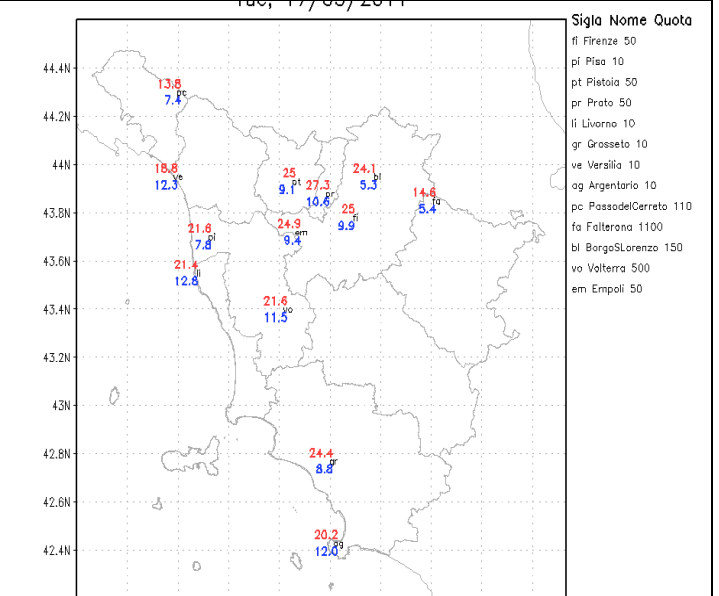 Tue, 17/05/2011
Sigla Nome Quota
fi Firenze 50
pi Pisa 10
pt Pistoia 50
pr Prato 50
li Livorno 10
gr Grosseto 10
ve Versilia 10
ag Argentario 10
pc PassodelCerreto 110
fa Falterona 1100
bl BorgoSLorenzo 150
vo Volterra 500
em Empoli 50
44.4N
13.8
pc
7.4
44.2N
44N
18.8
ve
12.3
25
pt
9.1
27.3
pr
10.6
24.1
bl
5.3
14.6
fa
5.4
43.8N
21.8
pi
7.8
24.9
em
9.4
25
fi
9.9
43.6N
21.4
li
12.8
43.4N
21.6
vo
11.5
43.2N
43N
42.8N
24.4
gr
8.8
42.6N
20.2
ag
12.0
42.4N